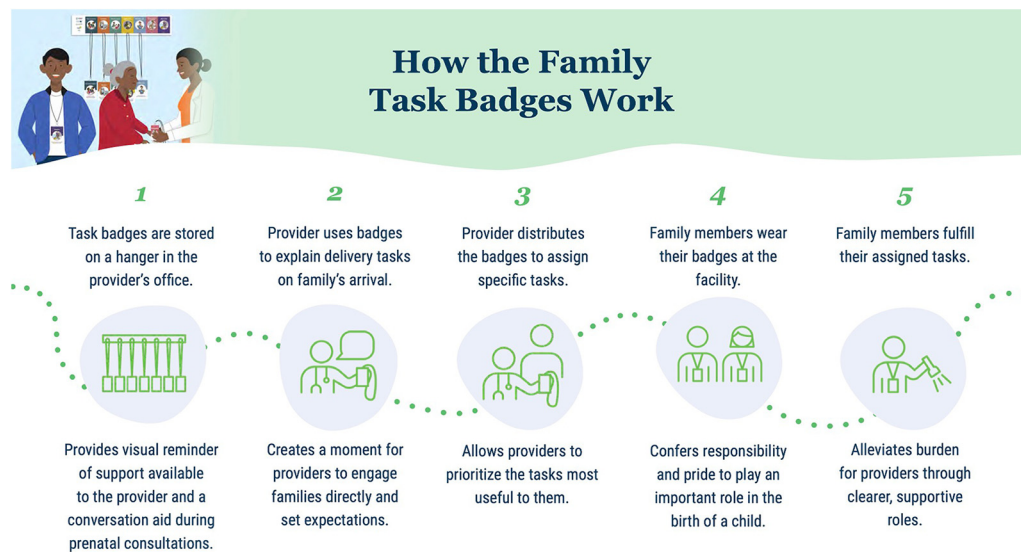 How the Family
Task Badges Work
1
Task badges are stored
on a hanger in the
provider's office.
Provides visual reminder
of support available
to the provider and a
conversation aid during
prenatal consultations.
2
Provider uses badges
to explain delivery tasks
on family's arrival.
Creates a moment for
providers to engage
families directly and
set expectations.
3
Provider distributes
the badges to assign
specific tasks.
Allows providers to
prioritize the tasks most
useful to them.
4
Family members wear
their badges at the
facility.
Confers responsibility
and pride to play an
important role in the
birth of a child.
5
Family members fulfill
their assigned tasks.
Alleviates burden
for providers through
clearer, supportive
roles.